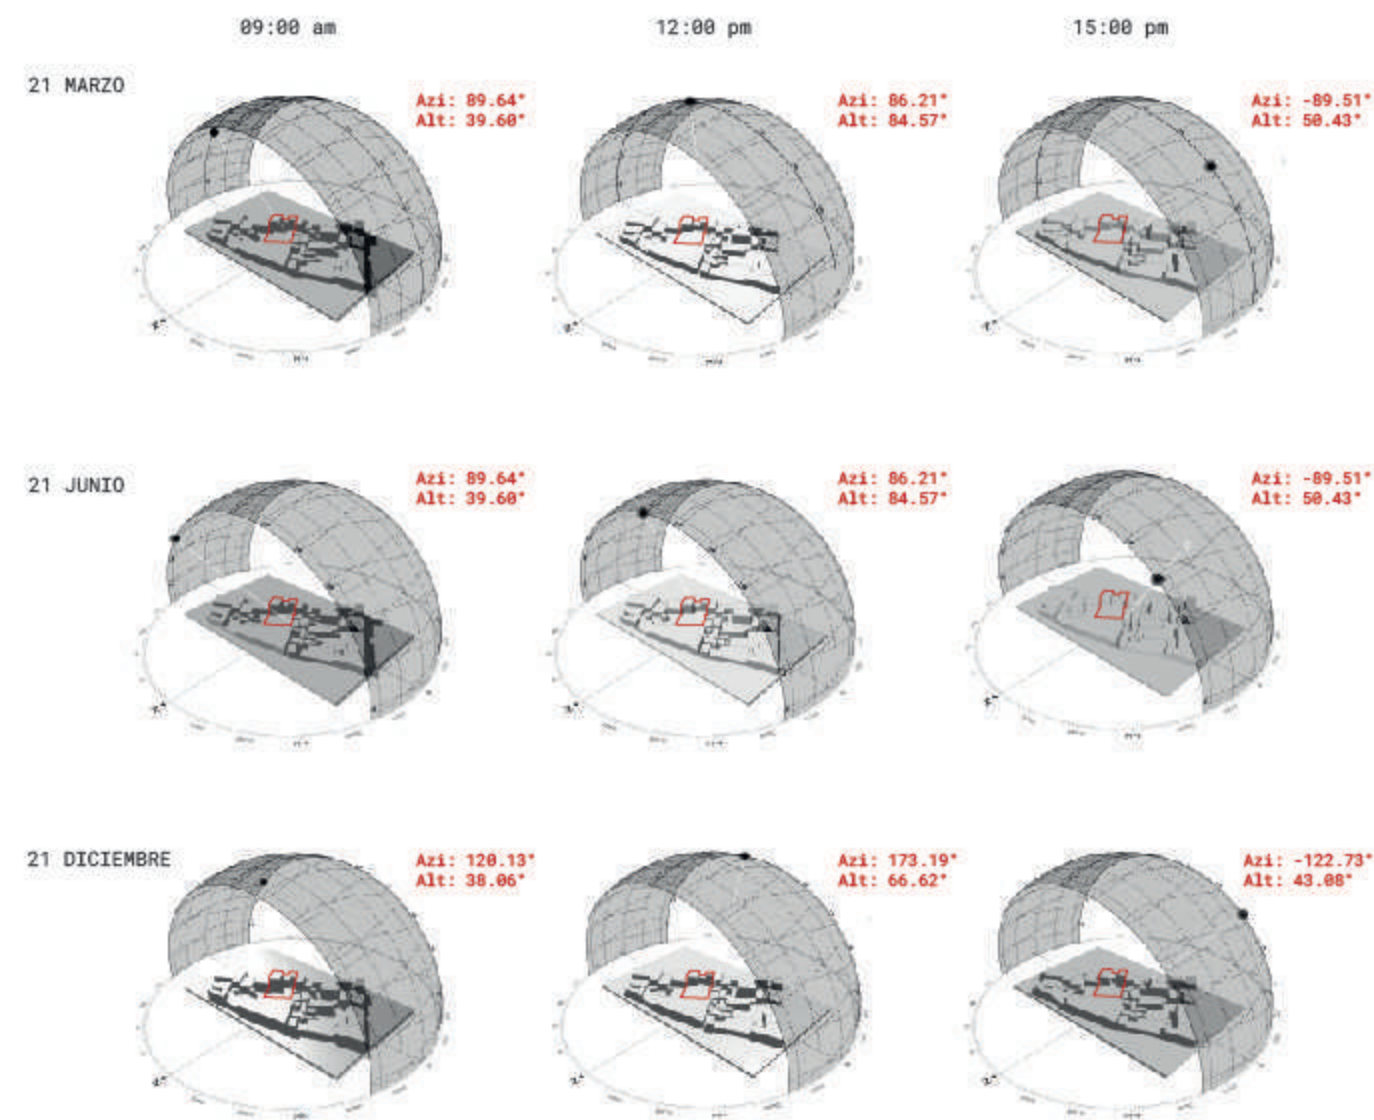 09:00 am
12:00 pm
15:00 pm
21 MARZO
Azi: 89.64°
Alt: 39.60°
Azi: 86.21°
Alt: 84.57°
Azi: -89.51°
Alt: 50.43°
21 JUNIO
Azi: 89.64°
Alt: 39.60°
Azi: 86.21°
Alt: 84.57°
Azi: -89.51°
Alt: 50.43°
21 DICIEMBRE
Azi: 120.13°
Alt: 38.06°
Azi: 173.19°
Alt: 66.62°
Azi: -122.73°
Alt: 43.08°